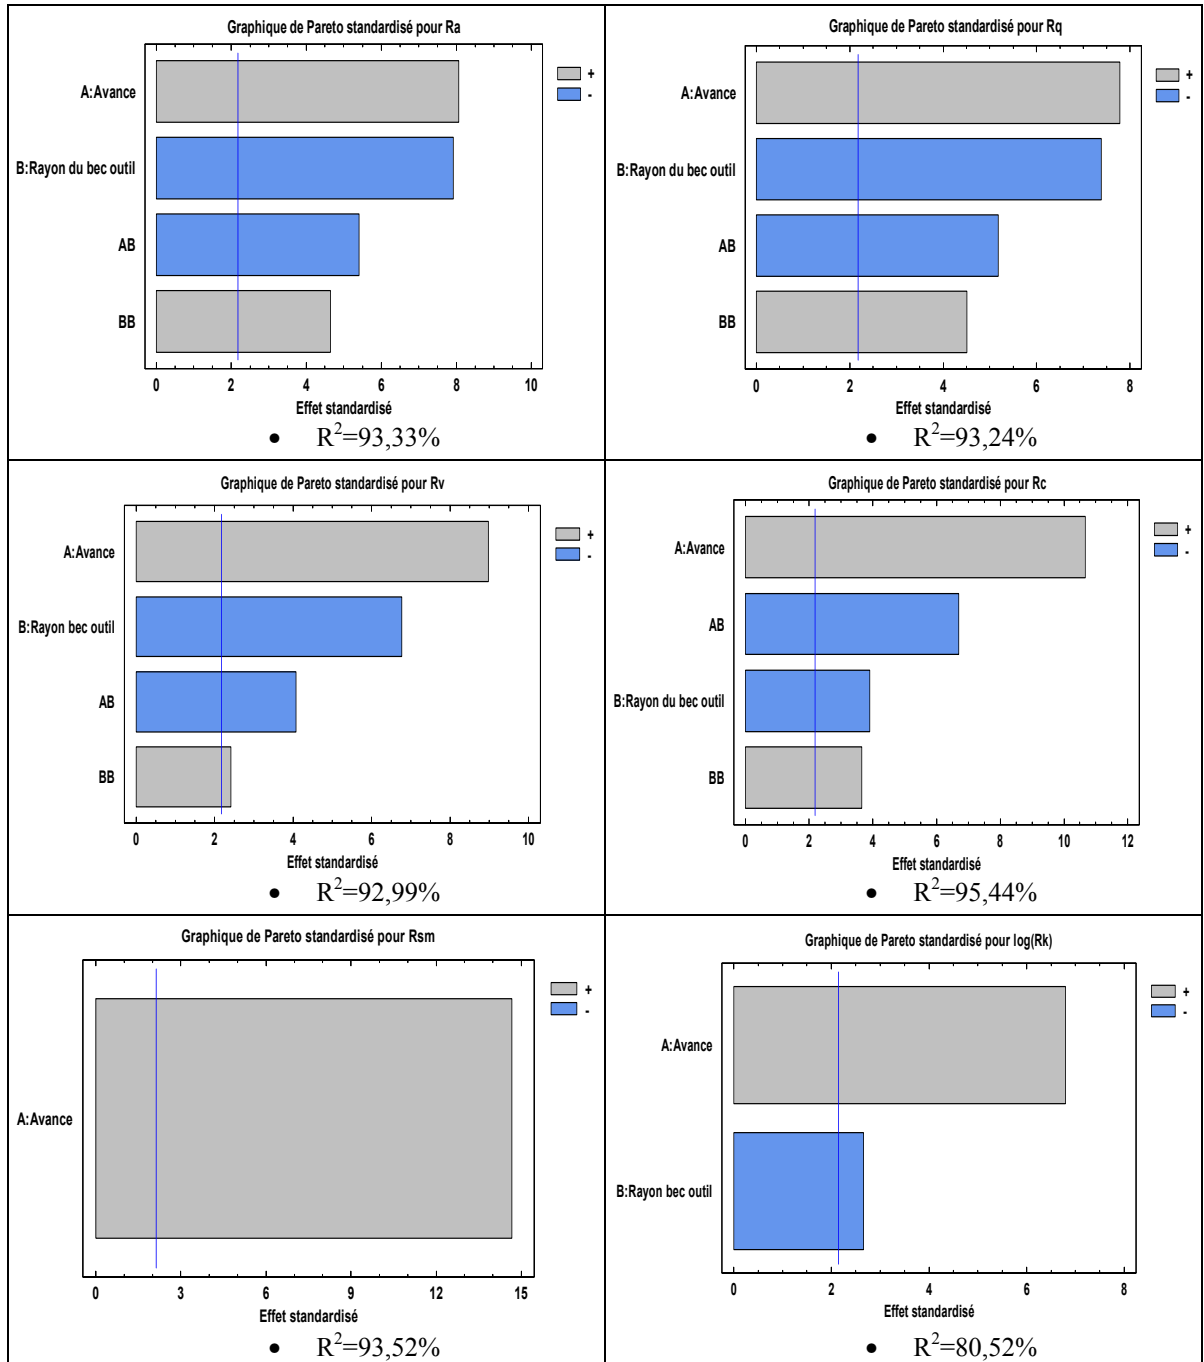 Graphique de Pareto standardisé pour Ra
A:Avance
B:Rayon du bec outil
AB
BB
+
-
0 2 4 6 8 10
Effet standardisé
• R²=93,33%
Graphique de Pareto standardisé pour Rq
A:Avance
B:Rayon du bec outil
AB
BB
+
-
0 2 4 6 8
Effet standardisé
• R²=93,24%
Graphique de Pareto standardisé pour Rv
A:Avance
B:Rayon bec outil
AB
BB
+
-
0 2 4 6 8 10
Effet standardisé
• R²=92,99%
Graphique de Pareto standardisé pour Rc
A:Avance
AB
B:Rayon du bec outil
BB
+
-
0 2 4 6 8 10 12
Effet standardisé
• R²=95,44%
Graphique de Pareto standardisé pour Rsm
A:Avance
+
-
0 3 6 9 12 15
Effet standardisé
• R²=93,52%
Graphique de Pareto standardisé pour log(Rk)
A:Avance
B:Rayon bec outil
+
-
0 2 4 6 8
Effet standardisé
• R²=80,52%